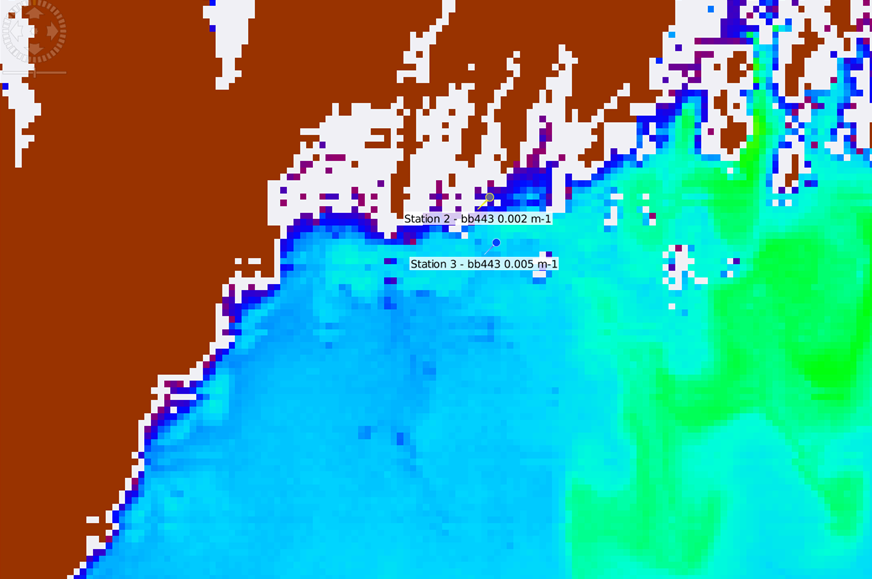 Station 2 - bb443 0.002 m-1
Station 3 - bb443 0.005 m-1